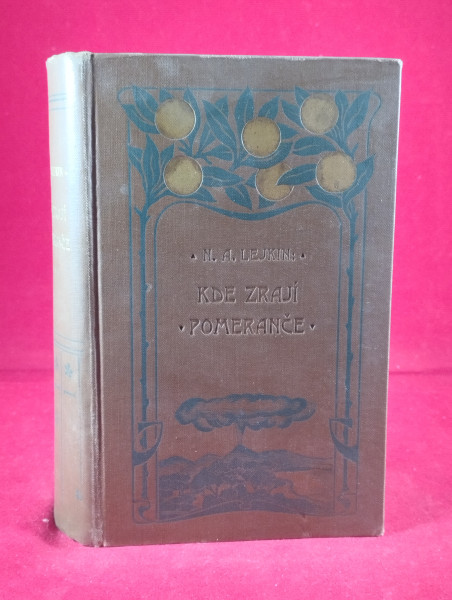 N. A. LEJKIN:
KDE ZRAJÍ
POMERANČE